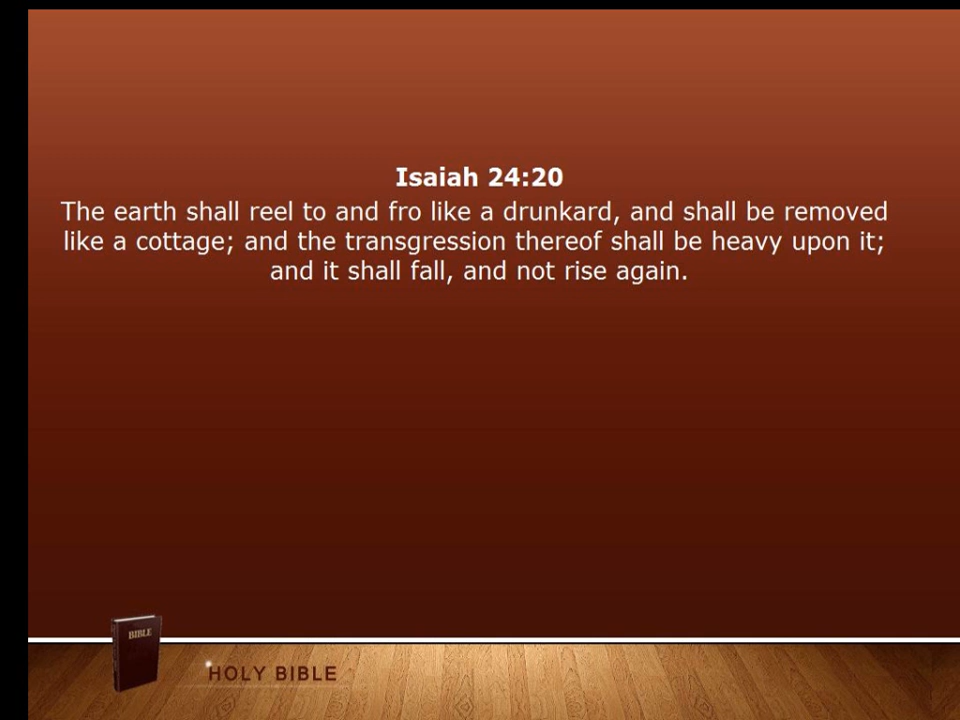 Isaiah 24:20
The earth shall reel to and fro like a drunkard, and shall be removed
like a cottage; and the transgression thereof shall be heavy upon it;
and it shall fall, and not rise again.
BIBLE
HOLY BIBLE